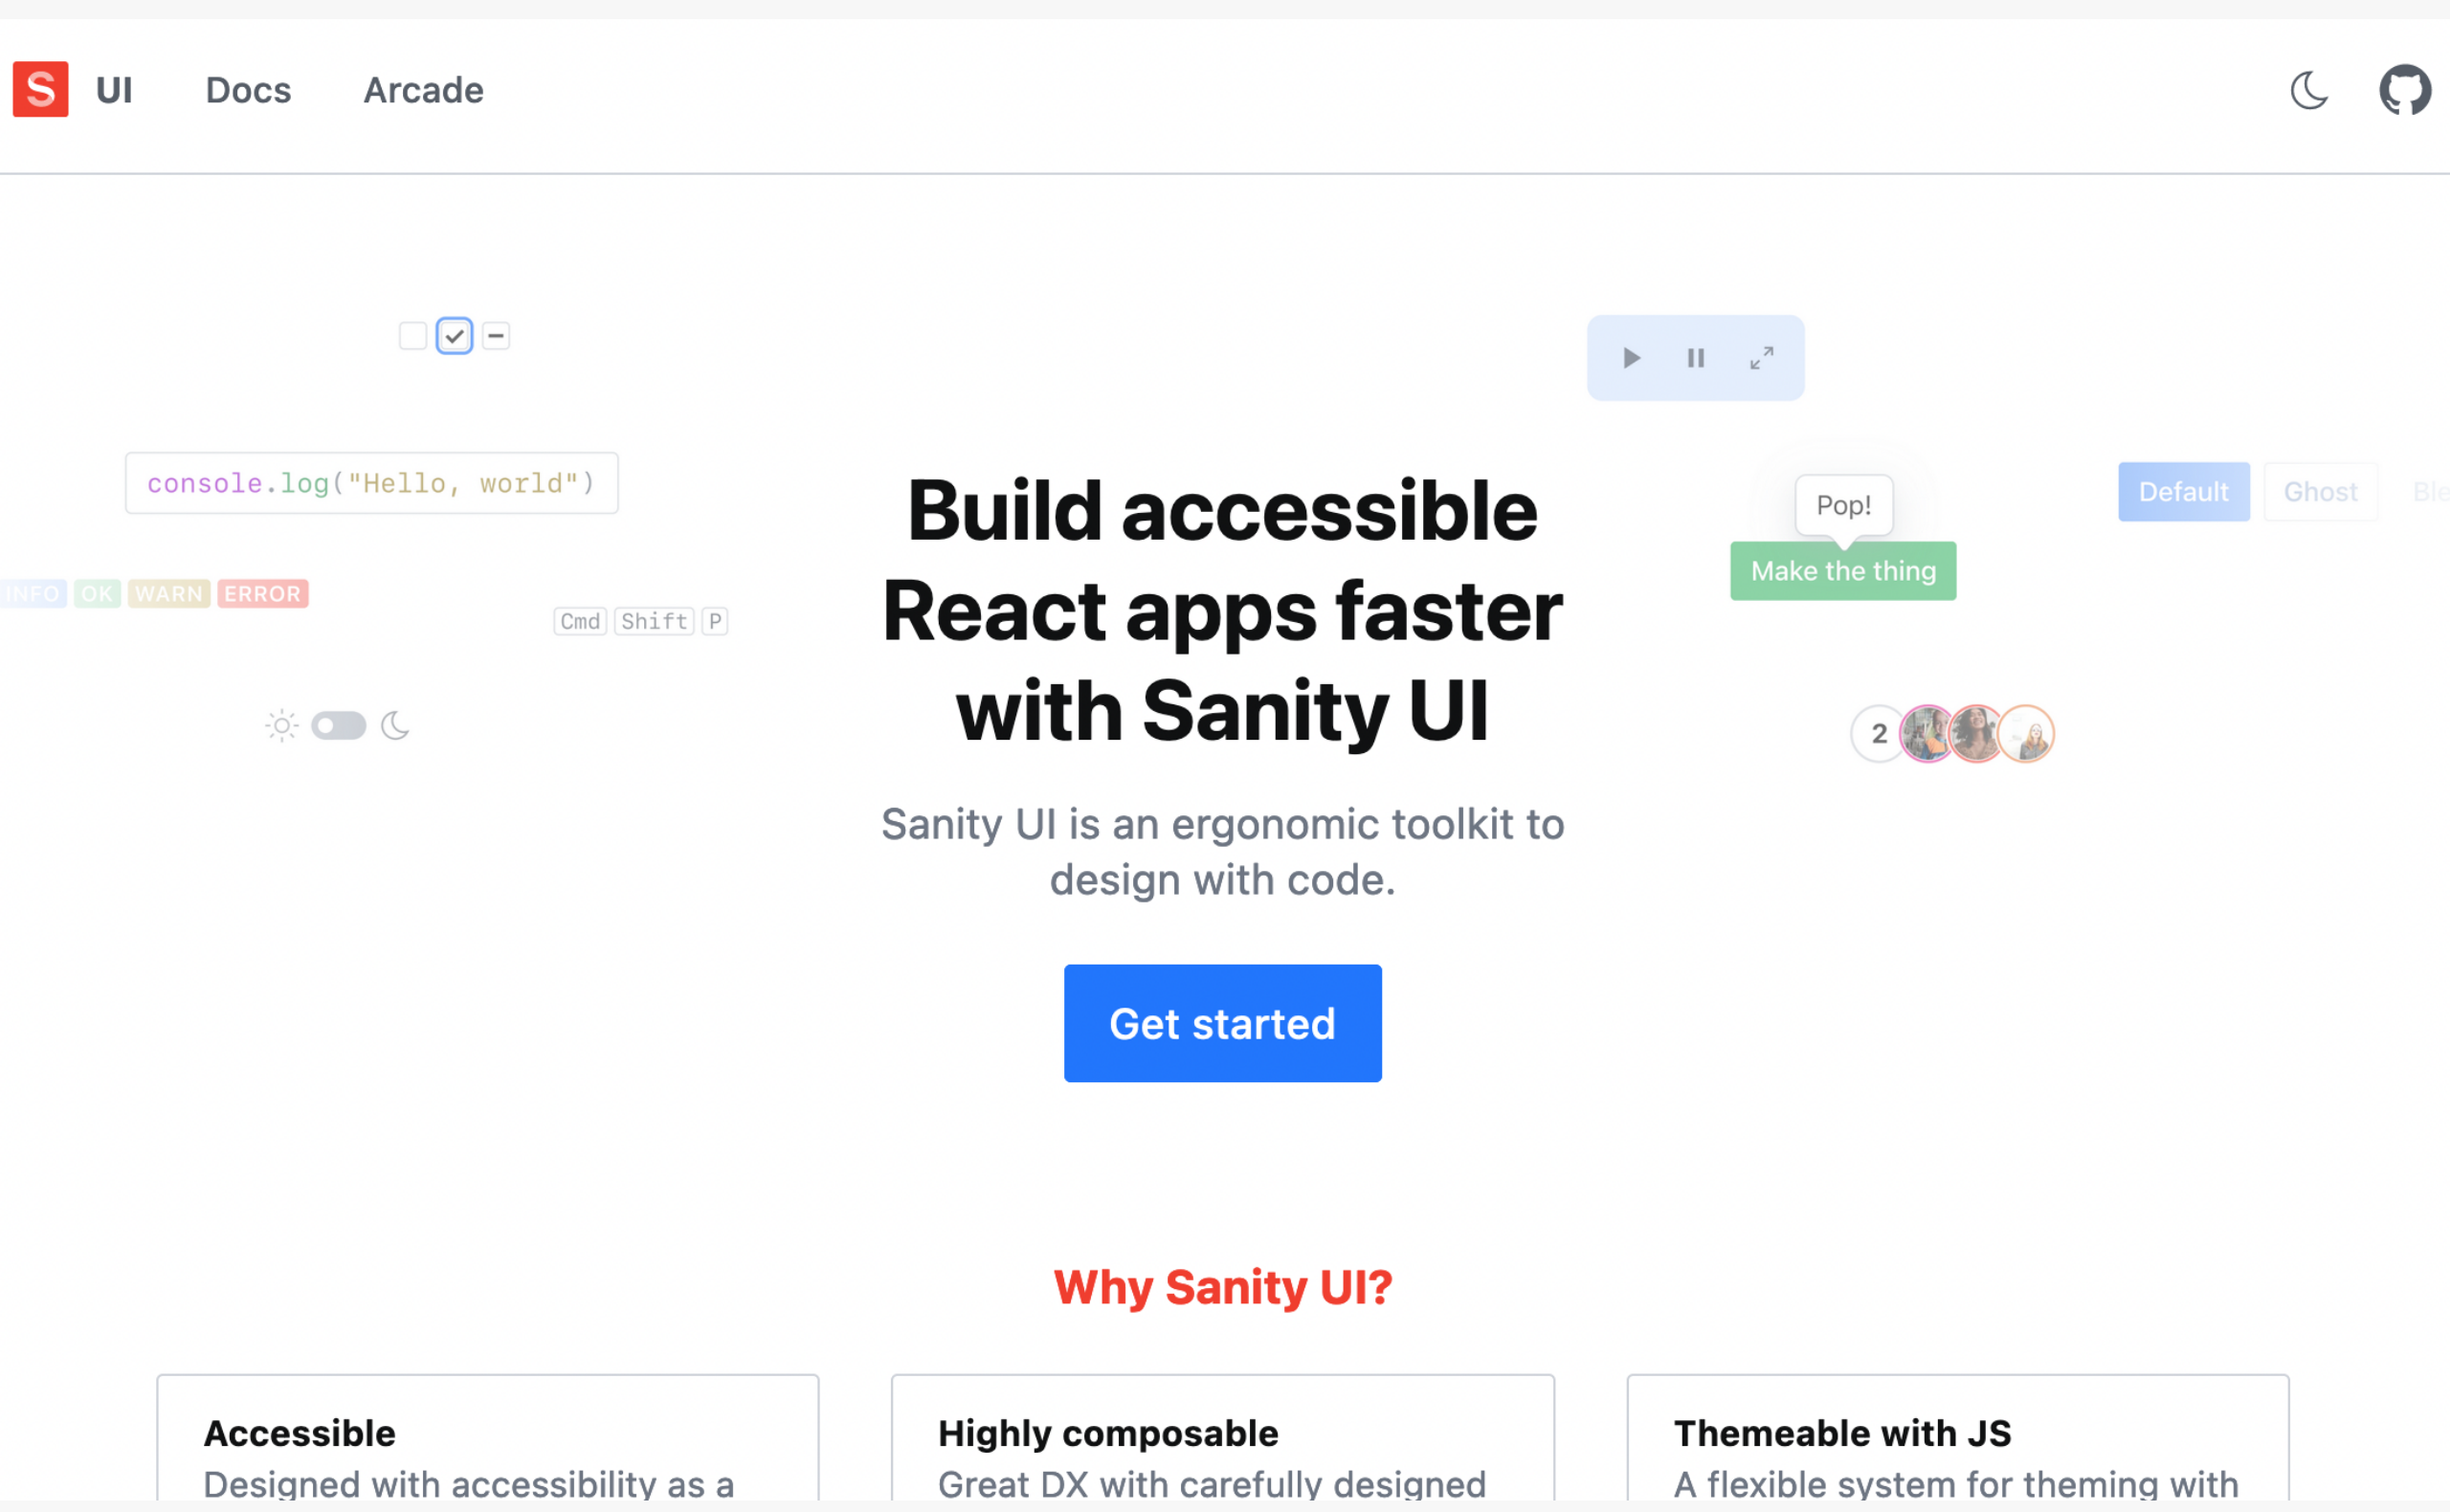 S UI Docs Arcade
console.log("Hello, world")
INFO OK WARN ERROR
Cmd Shift P
Build accessible
React apps faster
with Sanity UI
Sanity UI is an ergonomic toolkit to
design with code.
Get started
Pop!
Make the thing
Default Ghost
2
Why Sanity UI?
Accessible
Designed with accessibility as a
Highly composable
Great DX with carefully designed
Themeable with JS
A flexible system for theming with